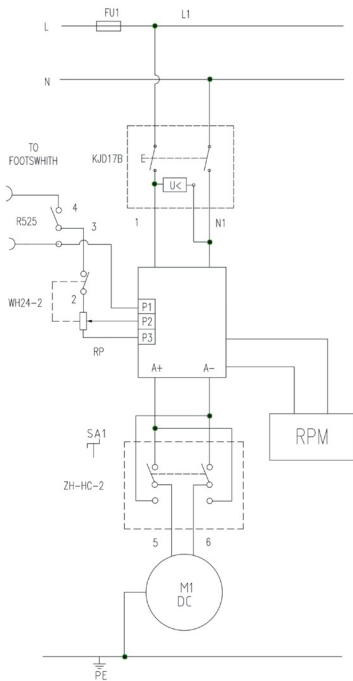 FU1
L1
L
N
TO
FOOTSWHITH
KJD17B
E
U<
4
R525
3
1
N1
WH24-2
2
P1
P2
P3
RP
A+
A-
RPM
SA1
ZH-HC-2
5
6
M1
DC
PE